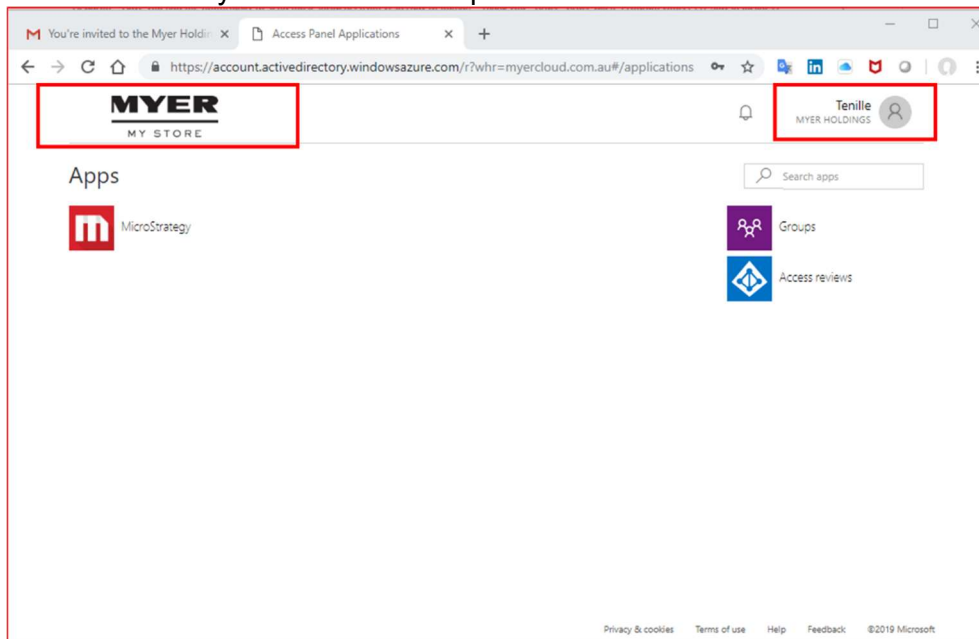 You're invited to the Myer Holdin
Access Panel Applications
https://account.activedirectory.windowsazure.com/r?whr=myercloud.com.au#/applications
MYER
MY STORE
Tenille
MYER HOLDINGS
Apps
Search apps
MicroStrategy
Groups
Access reviews
Privacy & cookies Terms of use Help Feedback ©2019 Microsoft